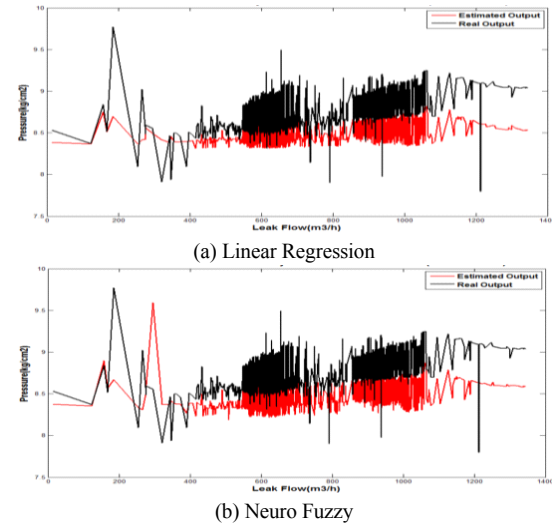 10
9.5
9
8.5
8
7.5
Pressure(kg/cm2)
Estimated Output
Real Output
0
200
400
600
800
1000
1200
1400
Leak Flow(m3/h)
(a) Linear Regression
10
9.5
9
8.5
8
7.5
Pressure(kg/cm2)
Estimated Output
Real Output
0
200
400
600
800
1000
1200
1400
Leak Flow(m3/h)
(b) Neuro Fuzzy